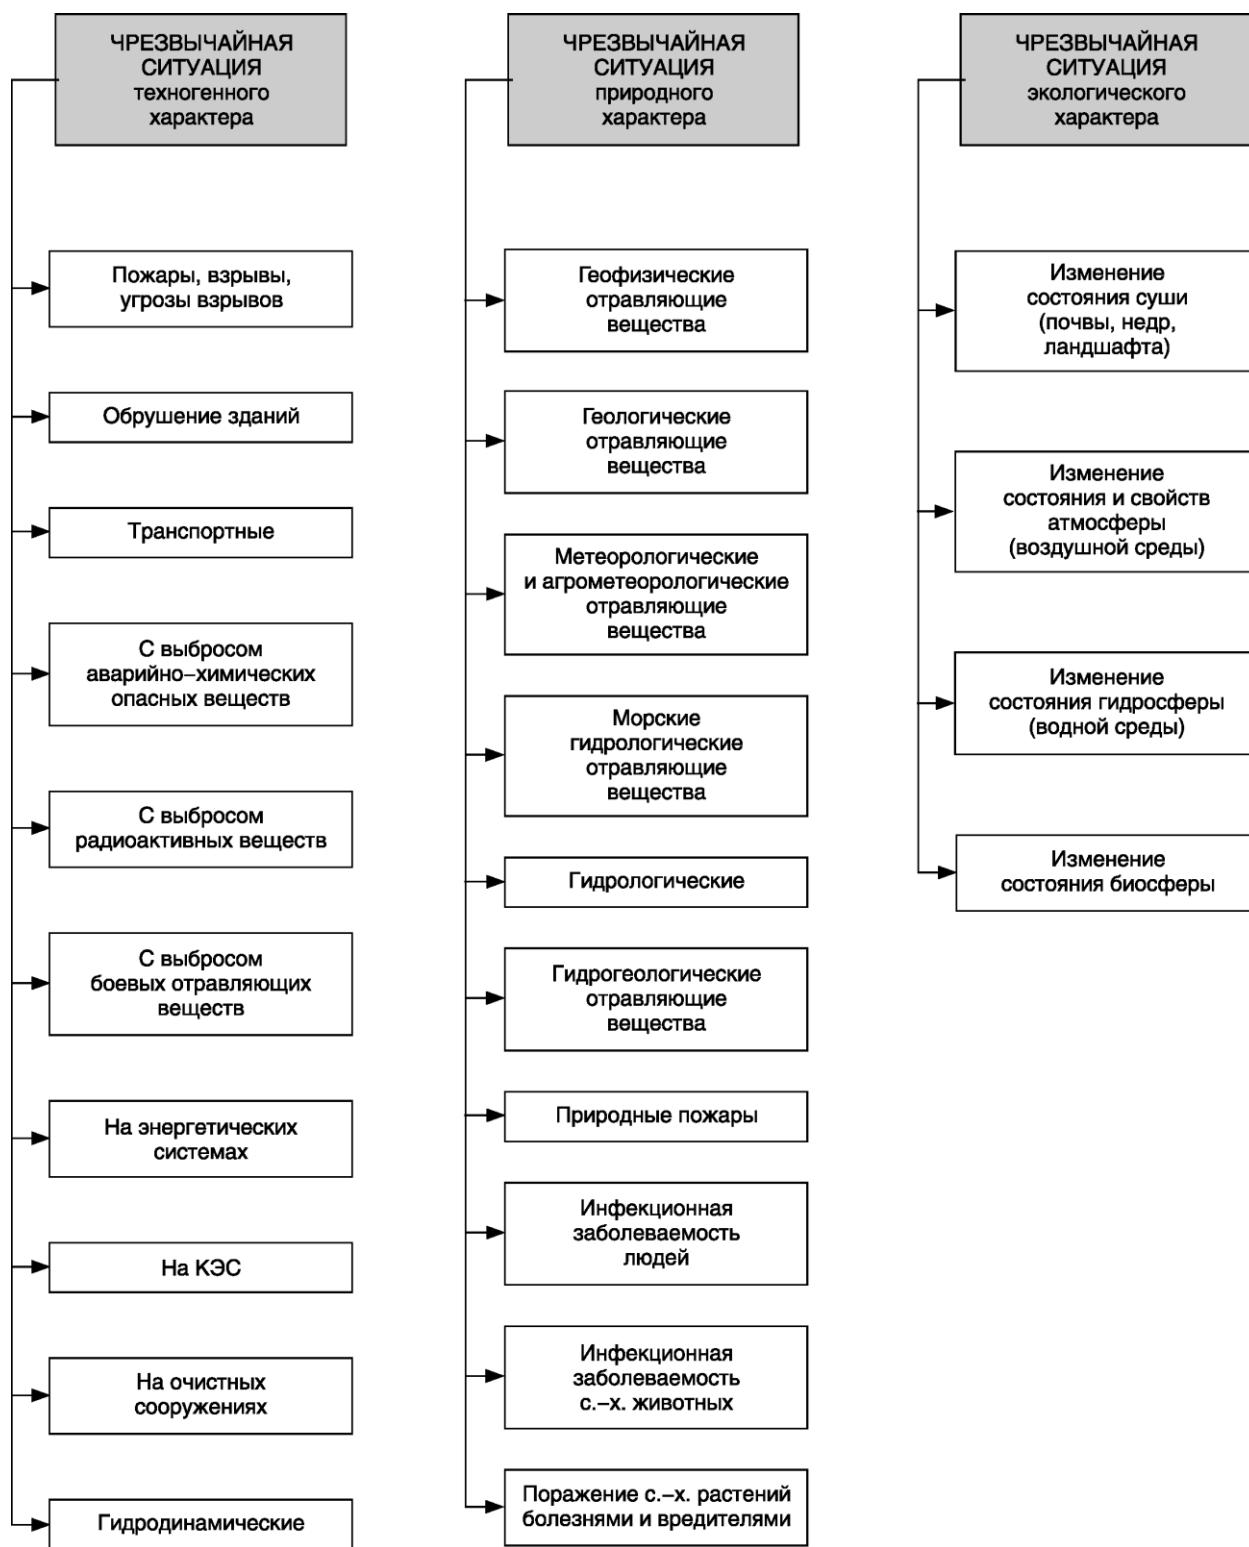 ЧРЕЗВЫЧАЙНАЯ
СИТУАЦИЯ
техногенного
характера
Пожары, взрывы,
угрозы взрывов
Обрушение зданий
Транспортные
С выбросом
аварийно–химических
опасных веществ
С выбросом
радиоактивных веществ
С выбросом
боевых отравляющих
веществ
На энергетических
системах
На КЭС
На очистных
сооружениях
Гидродинамические
ЧРЕЗВЫЧАЙНАЯ
СИТУАЦИЯ
природного
характера
Геофизические
отравляющие
вещества
Геологические
отравляющие
вещества
Метеорологические
и агрометеорологические
отравляющие
вещества
Морские
гидрологические
отравляющие
вещества
Гидрологические
Гидрогеологические
отравляющие
вещества
Природные пожары
Инфекционная
заболеваемость
людей
Инфекционная
заболеваемость
с.–х. животных
Поражение с.–х. растений
болезнями и вредителями
ЧРЕЗВЫЧАЙНАЯ
СИТУАЦИЯ
экологического
характера
Изменение
состояния суши
(почвы, недр,
ландшафта)
Изменение
состояния и свойств
атмосферы
(воздушной среды)
Изменение
состояния гидросферы
(водной среды)
Изменение
состояния биосферы